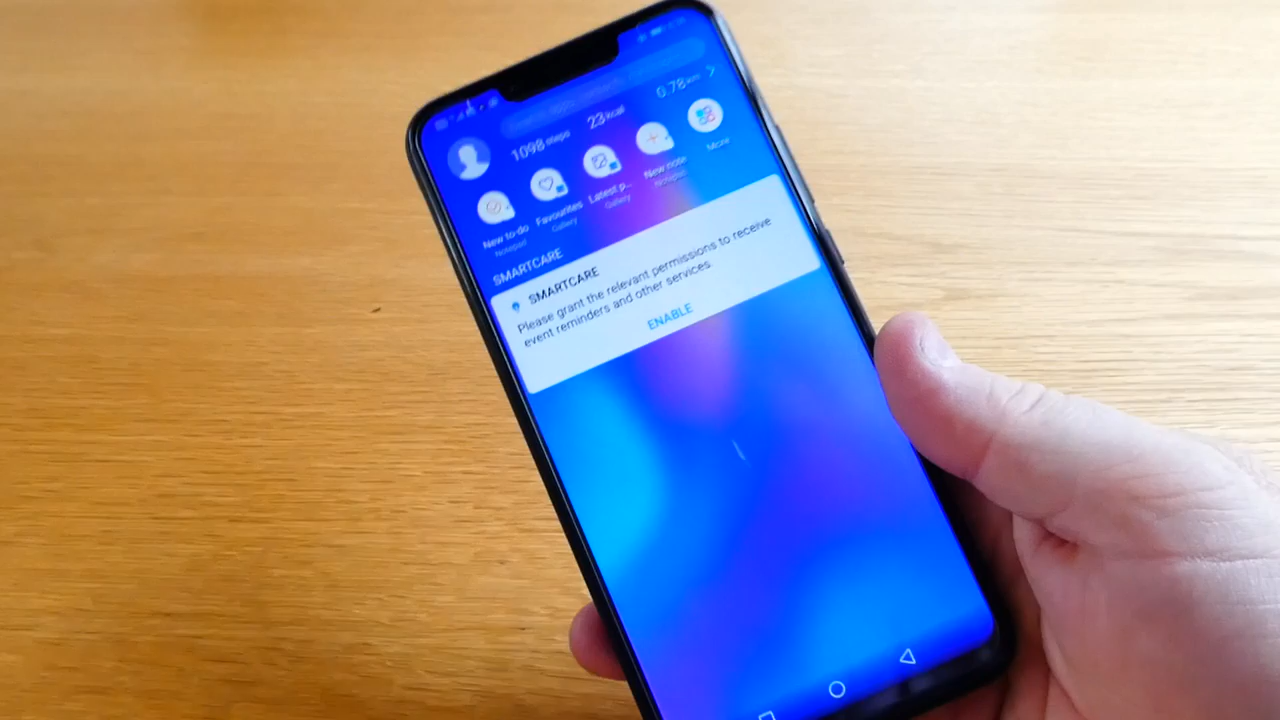 1098 steps 23 kcal 0.78 km
New to-do Favourites Latest p... New note More
Notepad Gallery Gallery Notepad
SMARTCARE
SMARTCARE
Please grant the relevant permissions to receive
event reminders and other services
ENABLE